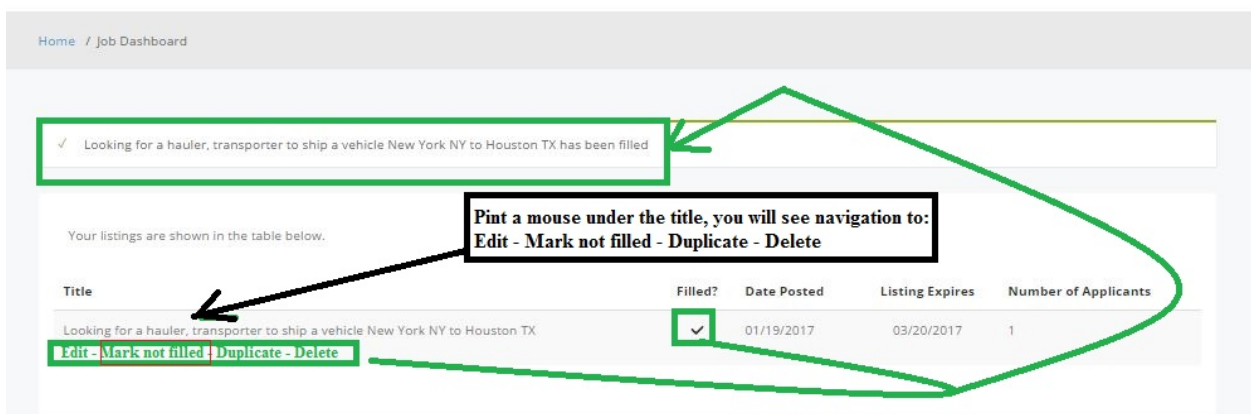 Home / Job Dashboard
✓ Looking for a hauler, transporter to ship a vehicle New York NY to Houston TX has been filled
Pint a mouse under the title, you will see navigation to:
Edit - Mark not filled - Duplicate - Delete
Your listings are shown in the table below.
Title Filled? Date Posted Listing Expires Number of Applicants
Looking for a hauler, transporter to ship a vehicle New York NY to Houston TX ✓ 01/19/2017 03/20/2017 1
Edit - Mark not filled - Duplicate - Delete